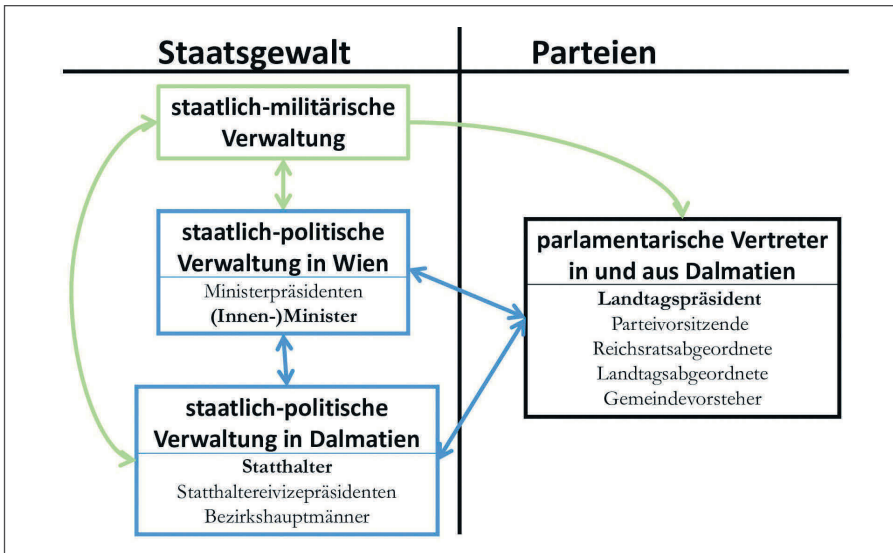 Staatsgewalt
Parteien
staatlich-militärische
Verwaltung
staatlich-politische
Verwaltung in Wien
Ministerpräsidenten
(Innen-)Minister
staatlich-politische
Verwaltung in Dalmatien
Statthalter
Statthaltereivizepräsidenten
Bezirkshauptmänner
parlamentarische Vertreter
in und aus Dalmatien
Landtagspräsident
Parteivorsitzende
Reichsratsabgeordnete
Landtagsabgeordnete
Gemeindevorsteher